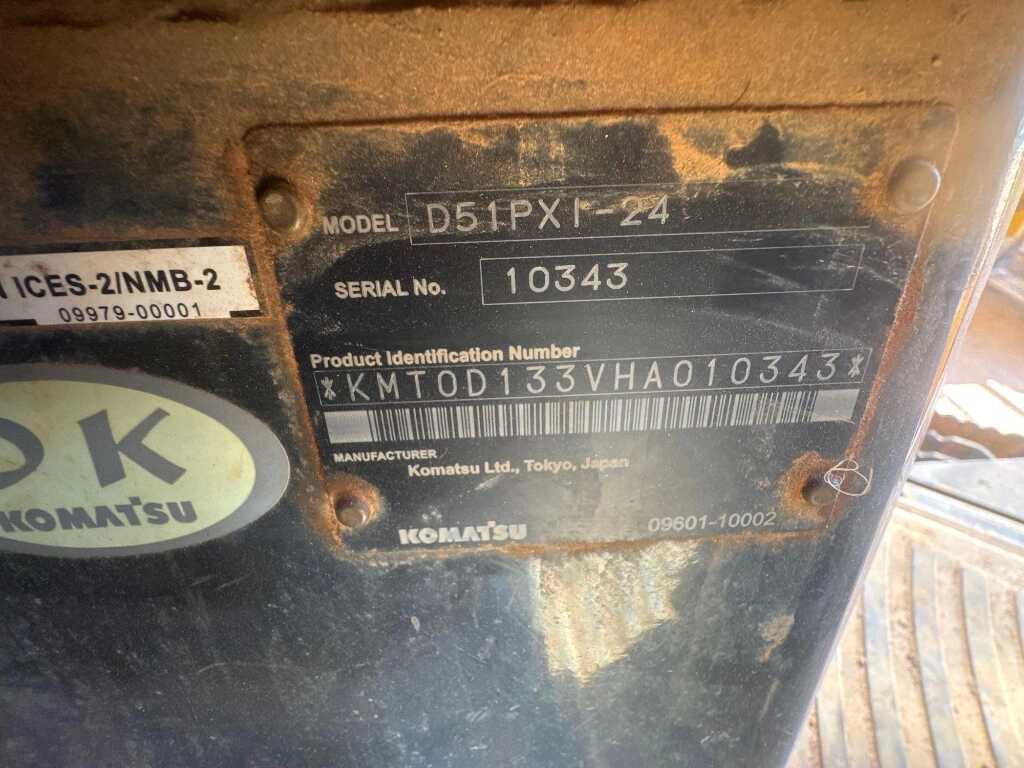 MODEL D51PXI-24
SERIAL No. 10343
Product Identification Number
*KMT0D133VHA010343*
MANUFACTURER
Komatsu Ltd., Tokyo, Japan
KOMATSU 09601-10002
ICES-2/NMB-2
09979-00001
OK
KOMATSU